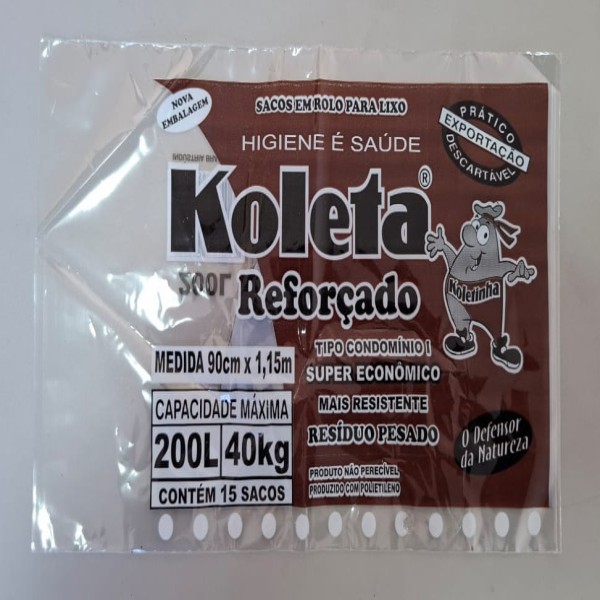 NOVA
EMBALAGEM
SACOS EM ROLO PARA LIXO
HIGIENE É SAÚDE
PRÁTICO
EXPORTAÇÃO
DESCARTÁVEL
Koleta®
200L
Reforçado
Koletinha
TIPO CONDOMÍNIO I
SUPER ECONÔMICO
MAIS RESISTENTE
RESÍDUO PESADO
MEDIDA 90cm x 1,15m
CAPACIDADE MÁXIMA
200L 40kg
CONTÉM 15 SACOS
O Defensor
da Natureza
PRODUTO NÃO PERECÍVEL
PRODUZIDO COM POLIETILENO